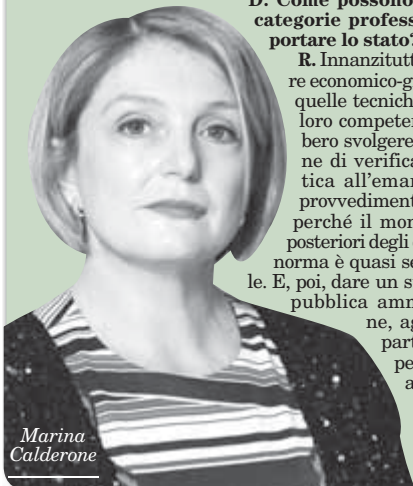 D. Come possono
categorie profess
portare lo stato?
R. Innanzitutt
re economico-g
quelle tecnich
loro competen
bero svolgere
ne di verifica
tica all’eman
provvediment
perché il mon
posteriori degli
norma è quasi se
le. E, poi, dare un s
pubblica amm
ne, ag
part
pe
a
Marina
Calderone